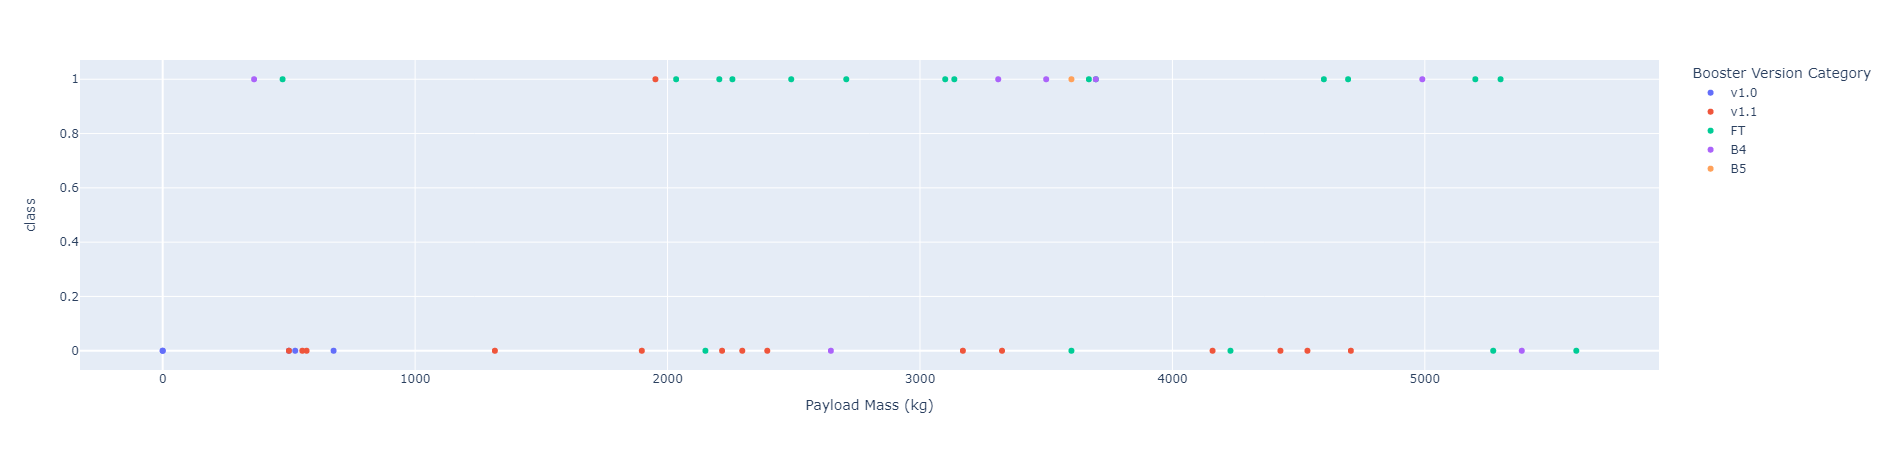 Booster Version Category
v1.0
v1.1
FT
B4
B5
class
1
0.8
0.6
0.4
0.2
0
0 1000 2000 3000 4000 5000
Payload Mass (kg)